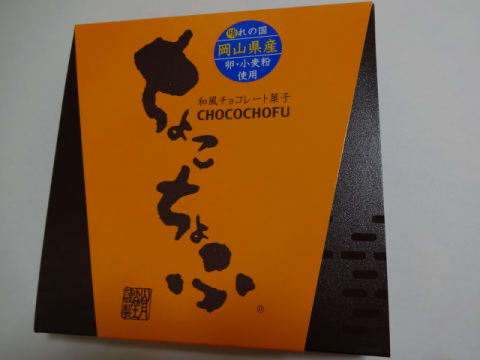 晴れの国
岡山県産
卵・小麦粉
使用
和風チョコレート菓子
CHOCOCHOFU
ちょこ
ちょふ
®